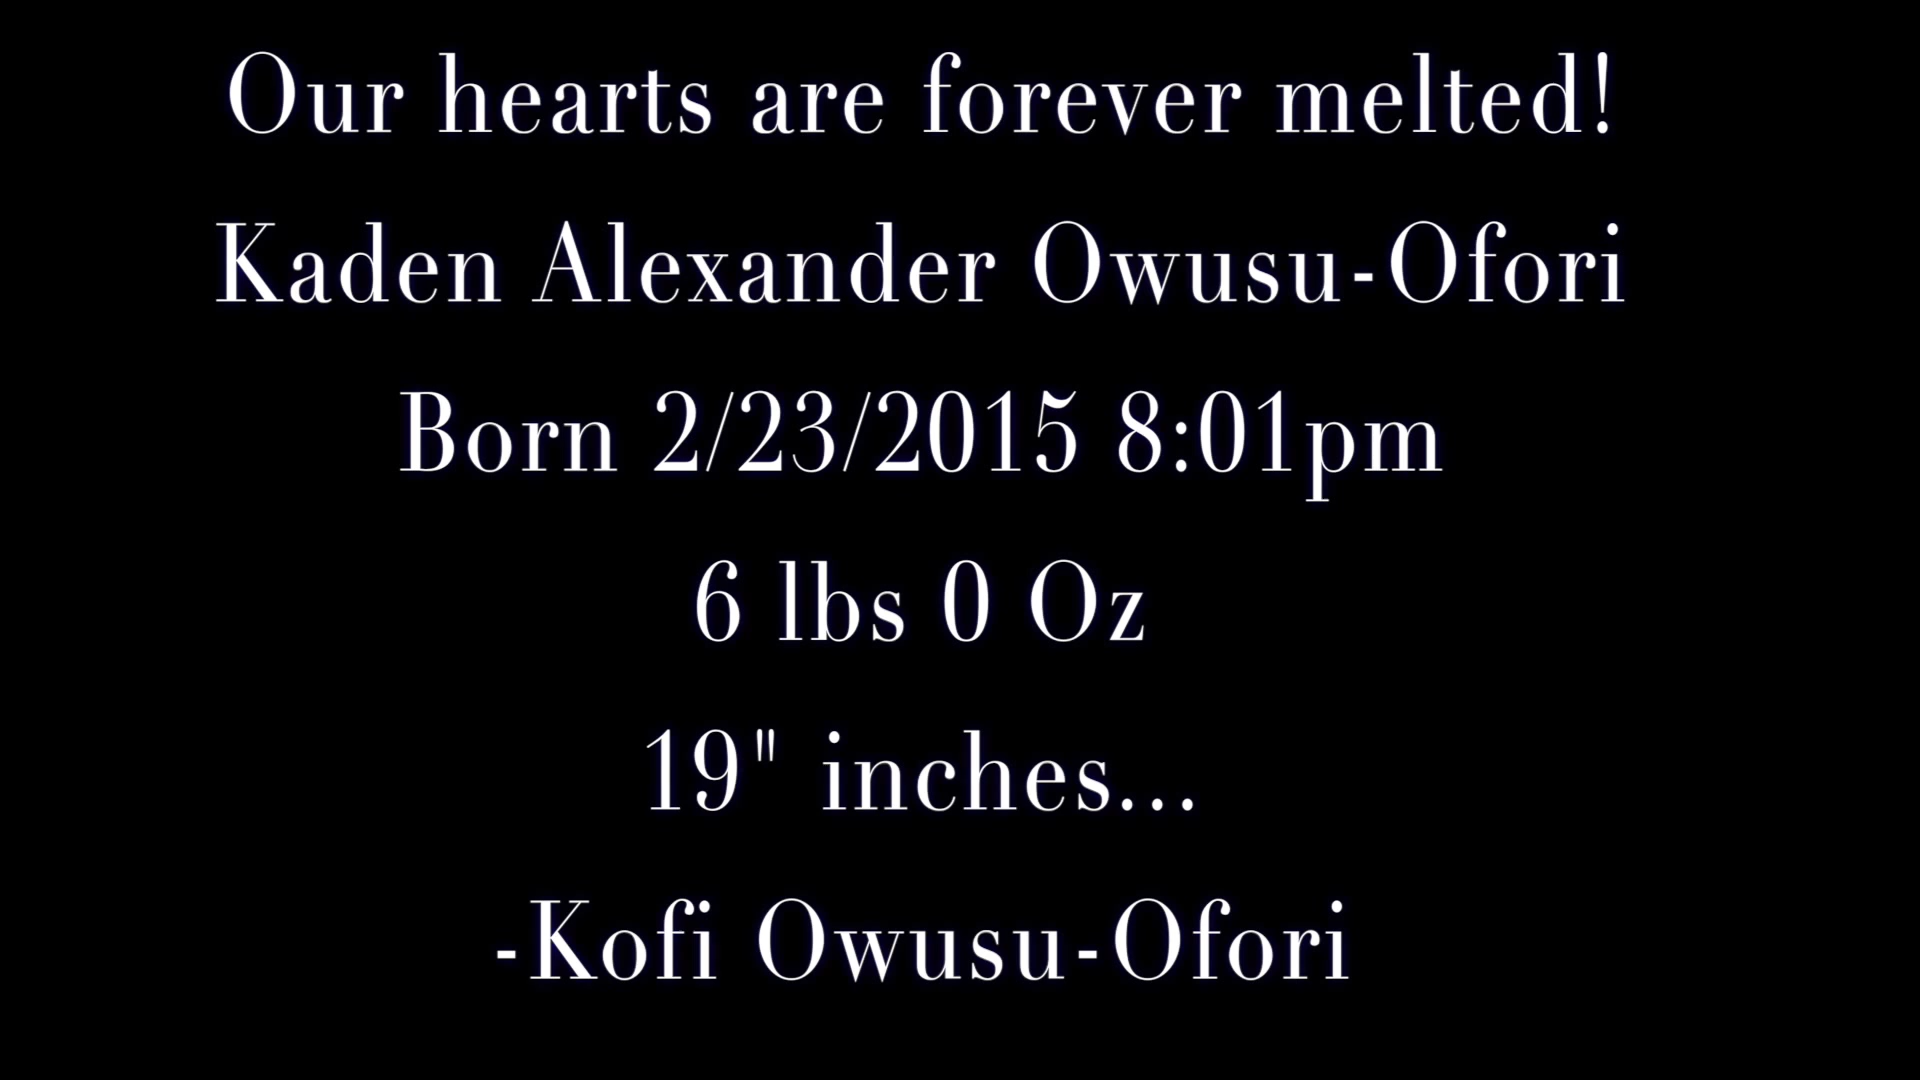 Our hearts are forever melted!
Kaden Alexander Owusu-Ofori
Born 2/23/2015 8:01pm
6 lbs 0 Oz
19" inches...
-Kofi Owusu-Ofori